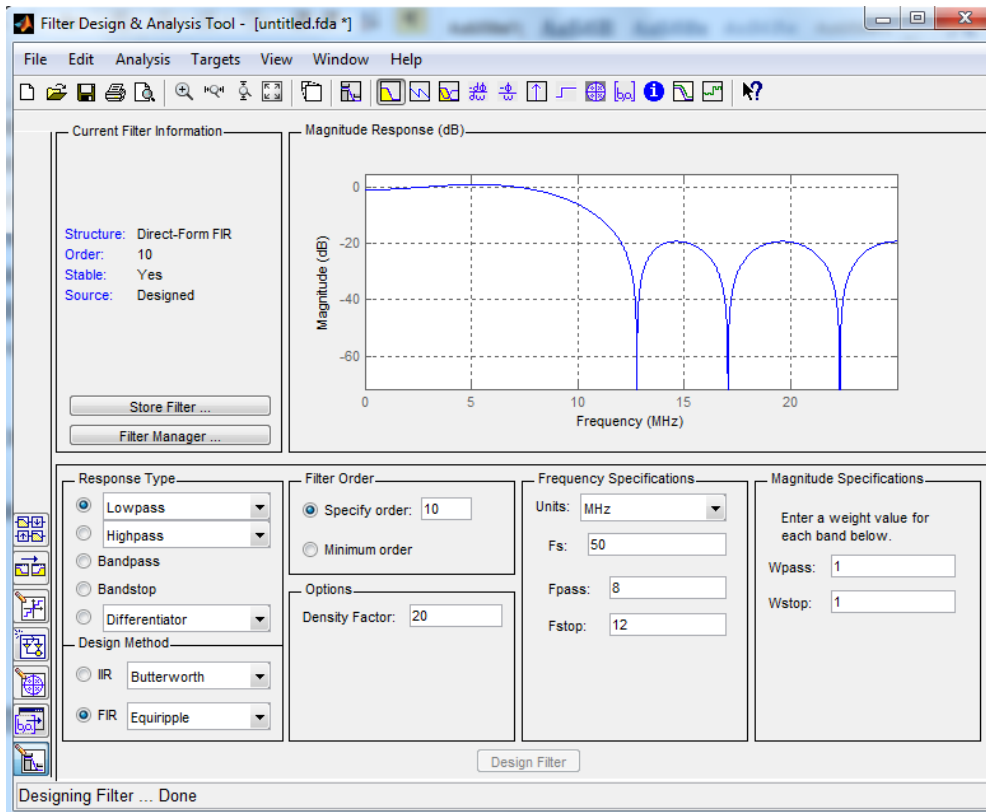 Filter Design & Analysis Tool - [untitled.fda *]
File Edit Analysis Targets View Window Help
Current Filter Information
Structure: Direct-Form FIR
Order: 10
Stable: Yes
Source: Designed
Store Filter ...
Filter Manager ...
Magnitude Response (dB)
0
-20
-40
-60
Magnitude (dB)
0 5 10 15 20
Frequency (MHz)
Response Type
Lowpass
Highpass
Bandpass
Bandstop
Differentiator
Design Method
IIR Butterworth
FIR Equiripple
Filter Order
Specify order: 10
Minimum order
Options
Density Factor: 20
Frequency Specifications
Units: MHz
Fs: 50
Fpass: 8
Fstop: 12
Magnitude Specifications
Enter a weight value for
each band below.
Wpass: 1
Wstop: 1
Design Filter
Designing Filter ... Done